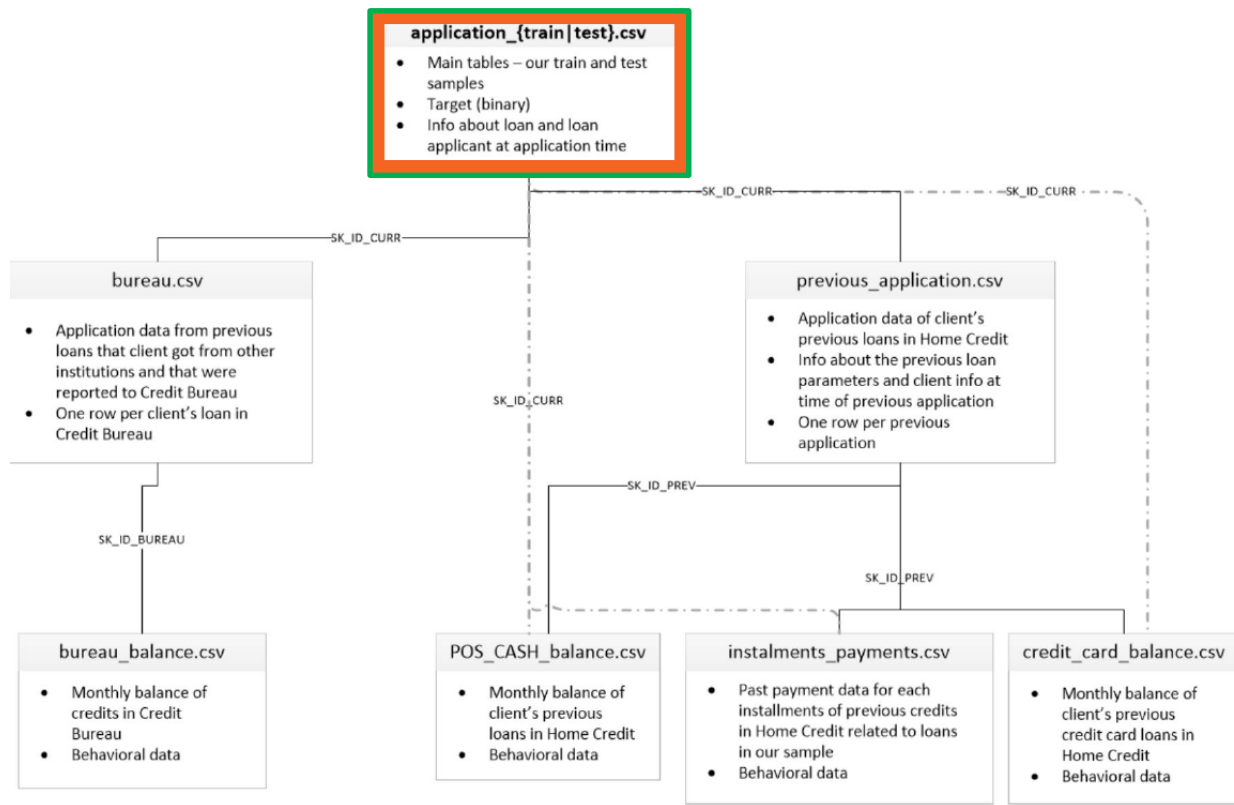 application_{train|test}.csv
• Main tables – our train and test
samples
• Target (binary)
• Info about loan and loan
applicant at application time
SK_ID_CURR
SK_ID_CURR
SK_ID_CURR
bureau.csv
• Application data from previous
loans that client got from other
institutions and that were
reported to Credit Bureau
• One row per client's loan in
Credit Bureau
previous_application.csv
• Application data of client's
previous loans in Home Credit
• Info about the previous loan
parameters and client info at
time of previous application
• One row per previous
application
SK_ID_CURR
SK_ID_PREV
SK_ID_BUREAU
SK_ID_PREV
bureau_balance.csv
• Monthly balance of
credits in Credit
Bureau
• Behavioral data
POS_CASH_balance.csv
• Monthly balance of
client's previous
loans in Home Credit
• Behavioral data
instalments_payments.csv
• Past payment data for each
installments of previous credits
in Home Credit related to loans
in our sample
• Behavioral data
credit_card_balance.csv
• Monthly balance of
client's previous
credit card loans in
Home Credit
• Behavioral data